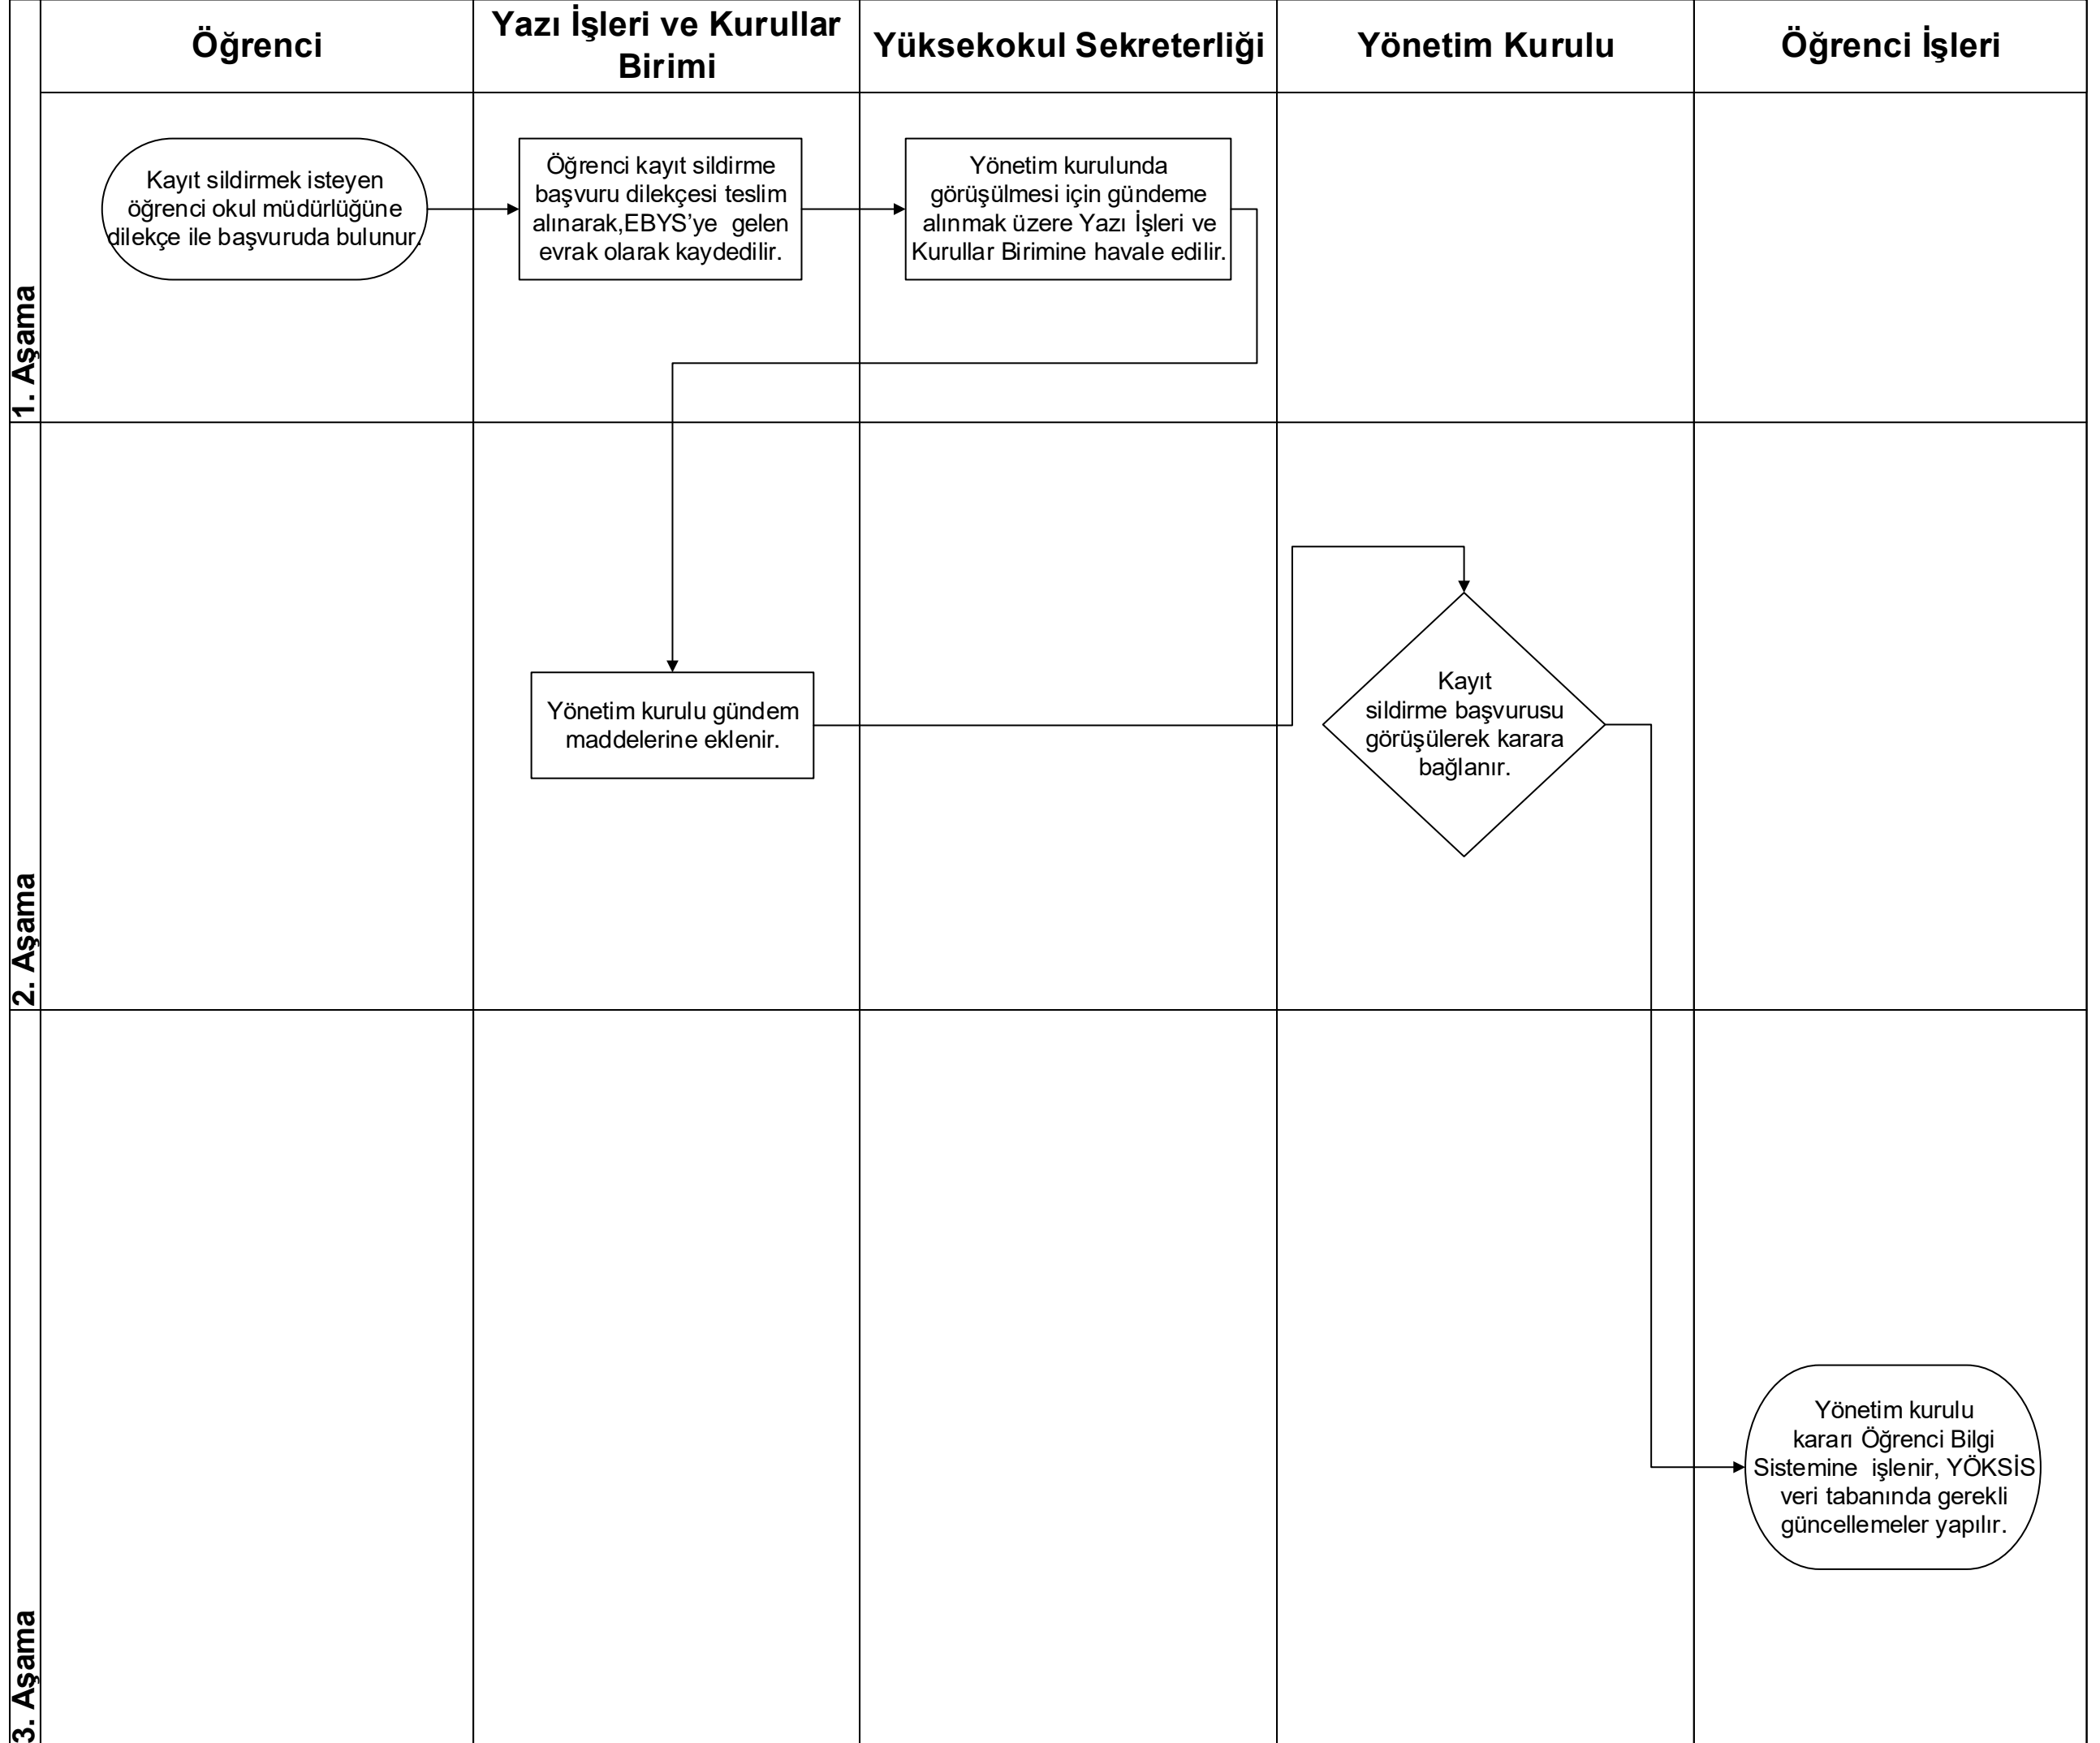 Öğrenci
Yazı İşleri ve Kurullar
Birimi
Yüksekokul Sekreterliği
Yönetim Kurulu
Öğrenci İşleri
1. Aşama
Kayıt sildirmek isteyen
öğrenci okul müdürlüğüne
dilekçe ile başvuruda bulunur.
Öğrenci kayıt sildirme
başvuru dilekçesi teslim
alınarak,EBYS’ye gelen
evrak olarak kaydedilir.
Yönetim kurulunda
görüşülmesi için gündeme
alınmak üzere Yazı İşleri ve
Kurullar Birimine havale edilir.
2. Aşama
Yönetim kurulu gündem
maddelerine eklenir.
Kayıt
sildirme başvurusu
görüşülerek karara
bağlanır.
3. Aşama
Yönetim kurulu
kararı Öğrenci Bilgi
Sistemine işlenir, YÖKSİS
veri tabanında gerekli
güncellemeler yapılır.